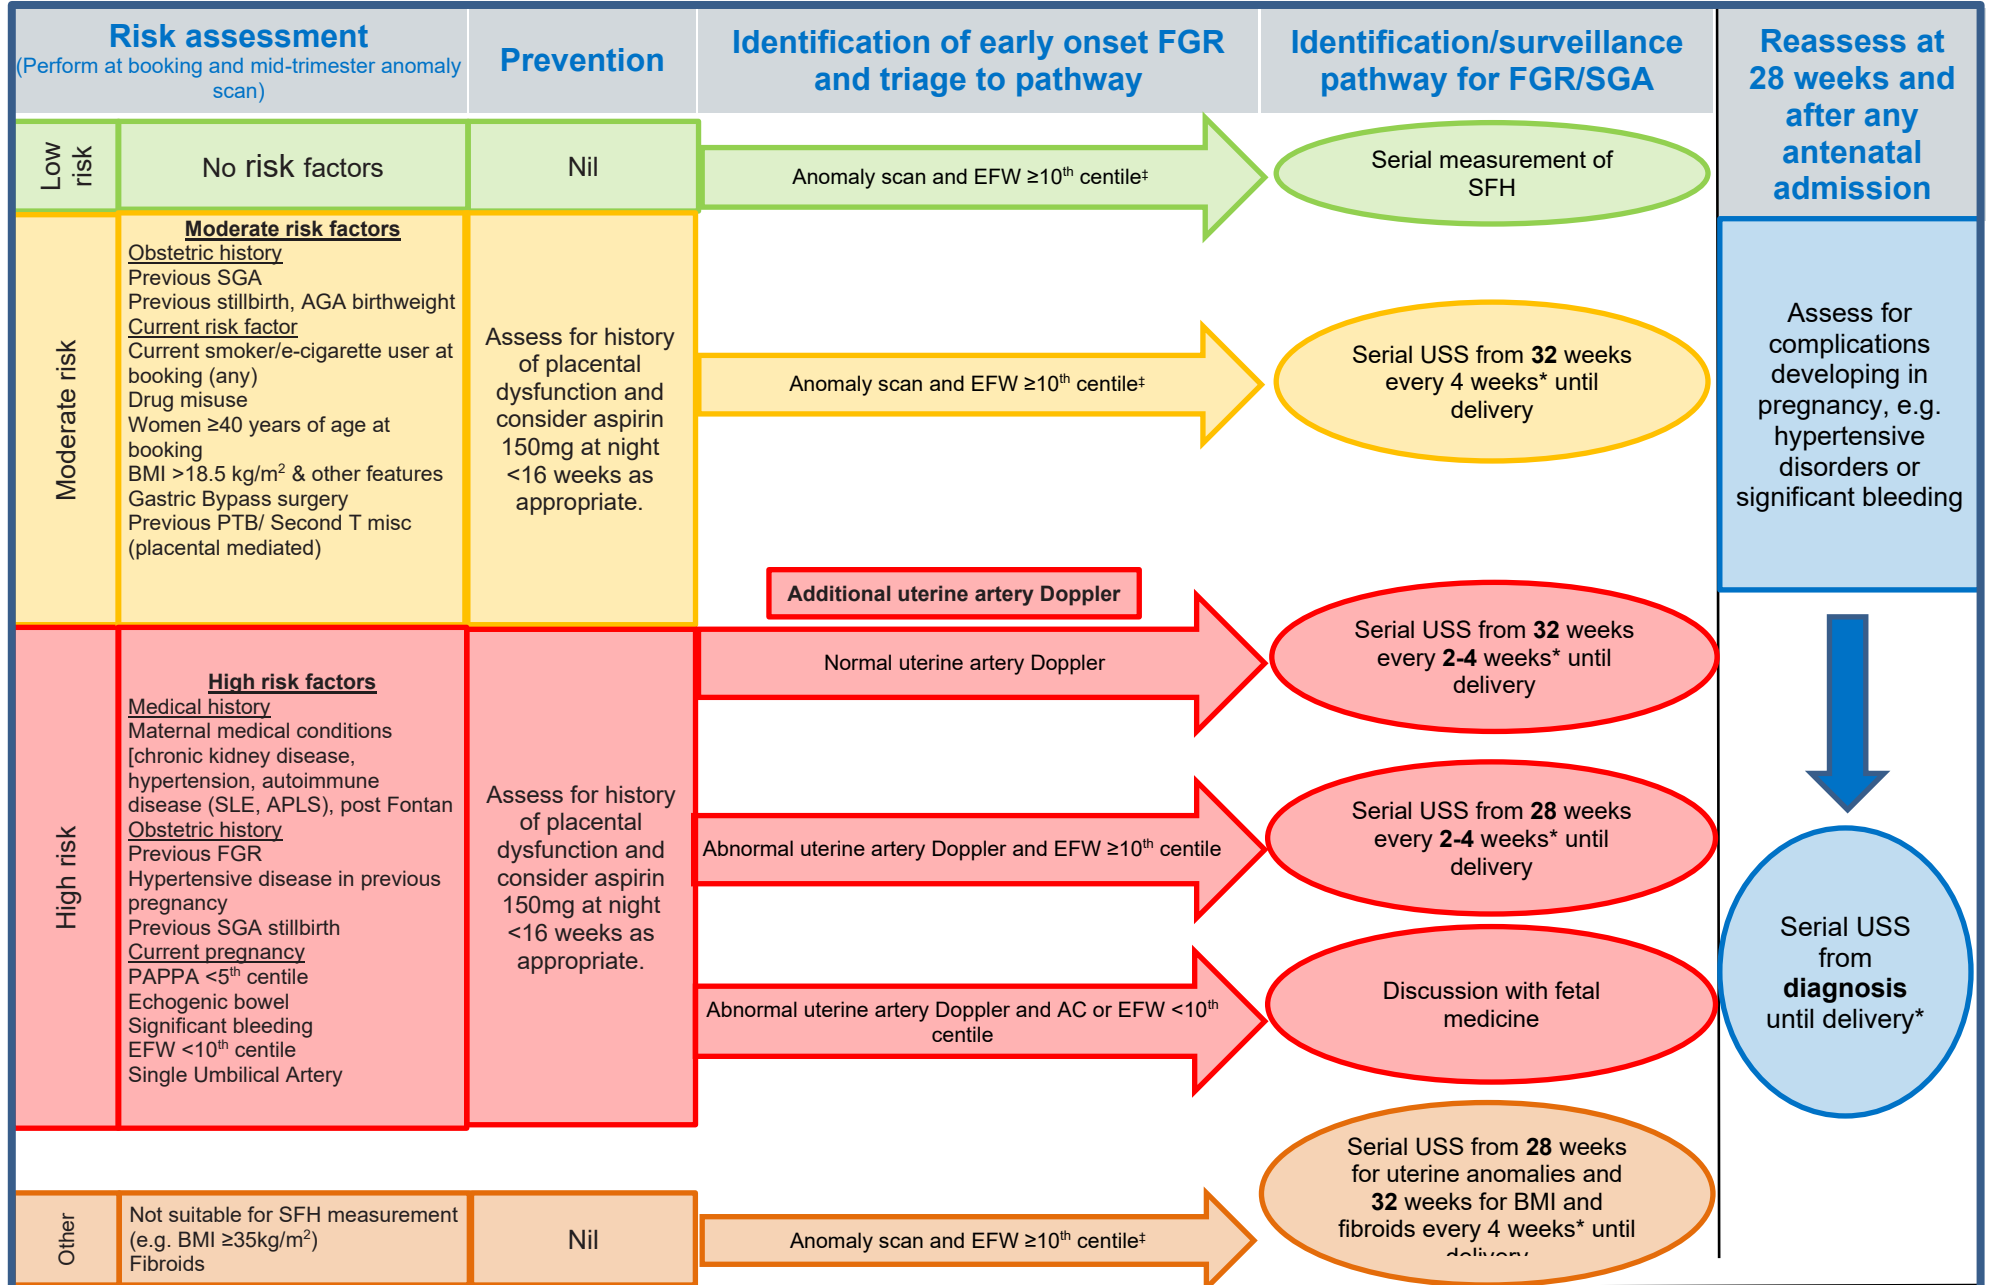 Risk assessment
(Perform at booking and mid-trimester anomaly
scan)
Prevention
Identification of early onset FGR
and triage to pathway
Identification/surveillance
pathway for FGR/SGA
Reassess at
28 weeks and
after any
antenatal
admission
Low
risk
No risk factors
Nil
Anomaly scan and EFW ≥10th centile‡
Serial measurement of
SFH
Moderate risk
Moderate risk factors
Obstetric history
Previous SGA
Previous stillbirth, AGA birthweight
Current risk factor
Current smoker/e-cigarette user at
booking (any)
Drug misuse
Women ≥40 years of age at
booking
BMI >18.5 kg/m2 & other features
Gastric Bypass surgery
Previous PTB/ Second T misc
(placental mediated)
Assess for history
of placental
dysfunction and
consider aspirin
150mg at night
<16 weeks as
appropriate.
Anomaly scan and EFW ≥10th centile‡
Serial USS from 32 weeks
every 4 weeks* until
delivery
Assess for
complications
developing in
pregnancy, e.g.
hypertensive
disorders or
significant bleeding
High risk
High risk factors
Medical history
Maternal medical conditions
[chronic kidney disease,
hypertension, autoimmune
disease (SLE, APLS), post Fontan
Obstetric history
Previous FGR
Hypertensive disease in previous
pregnancy
Previous SGA stillbirth
Current pregnancy
PAPPA <5th centile
Echogenic bowel
Significant bleeding
EFW <10th centile
Single Umbilical Artery
Assess for history
of placental
dysfunction and
consider aspirin
150mg at night
<16 weeks as
appropriate.
Additional uterine artery Doppler
Normal uterine artery Doppler
Serial USS from 32 weeks
every 2-4 weeks* until
delivery
Abnormal uterine artery Doppler and EFW ≥10th centile
Serial USS from 28 weeks
every 2-4 weeks* until
delivery
Abnormal uterine artery Doppler and AC or EFW <10th
centile
Discussion with fetal
medicine
Serial USS
from
diagnosis
until delivery*
Other
Not suitable for SFH measurement
(e.g. BMI ≥35kg/m2)
Fibroids
Nil
Anomaly scan and EFW ≥10th centile‡
Serial USS from 28 weeks
for uterine anomalies and
32 weeks for BMI and
fibroids every 4 weeks* until
delivery